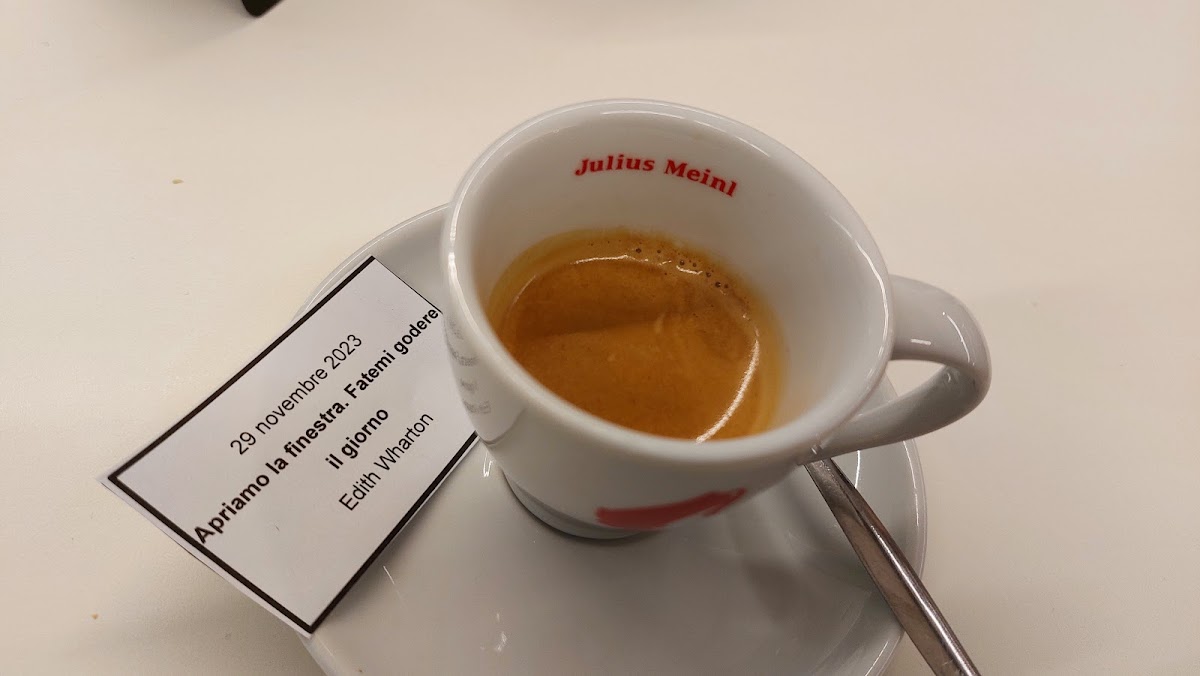 Julius Meinl
29 novembre 2023
Apriamo la finestra. Fatemi godere
il giorno
Edith Wharton